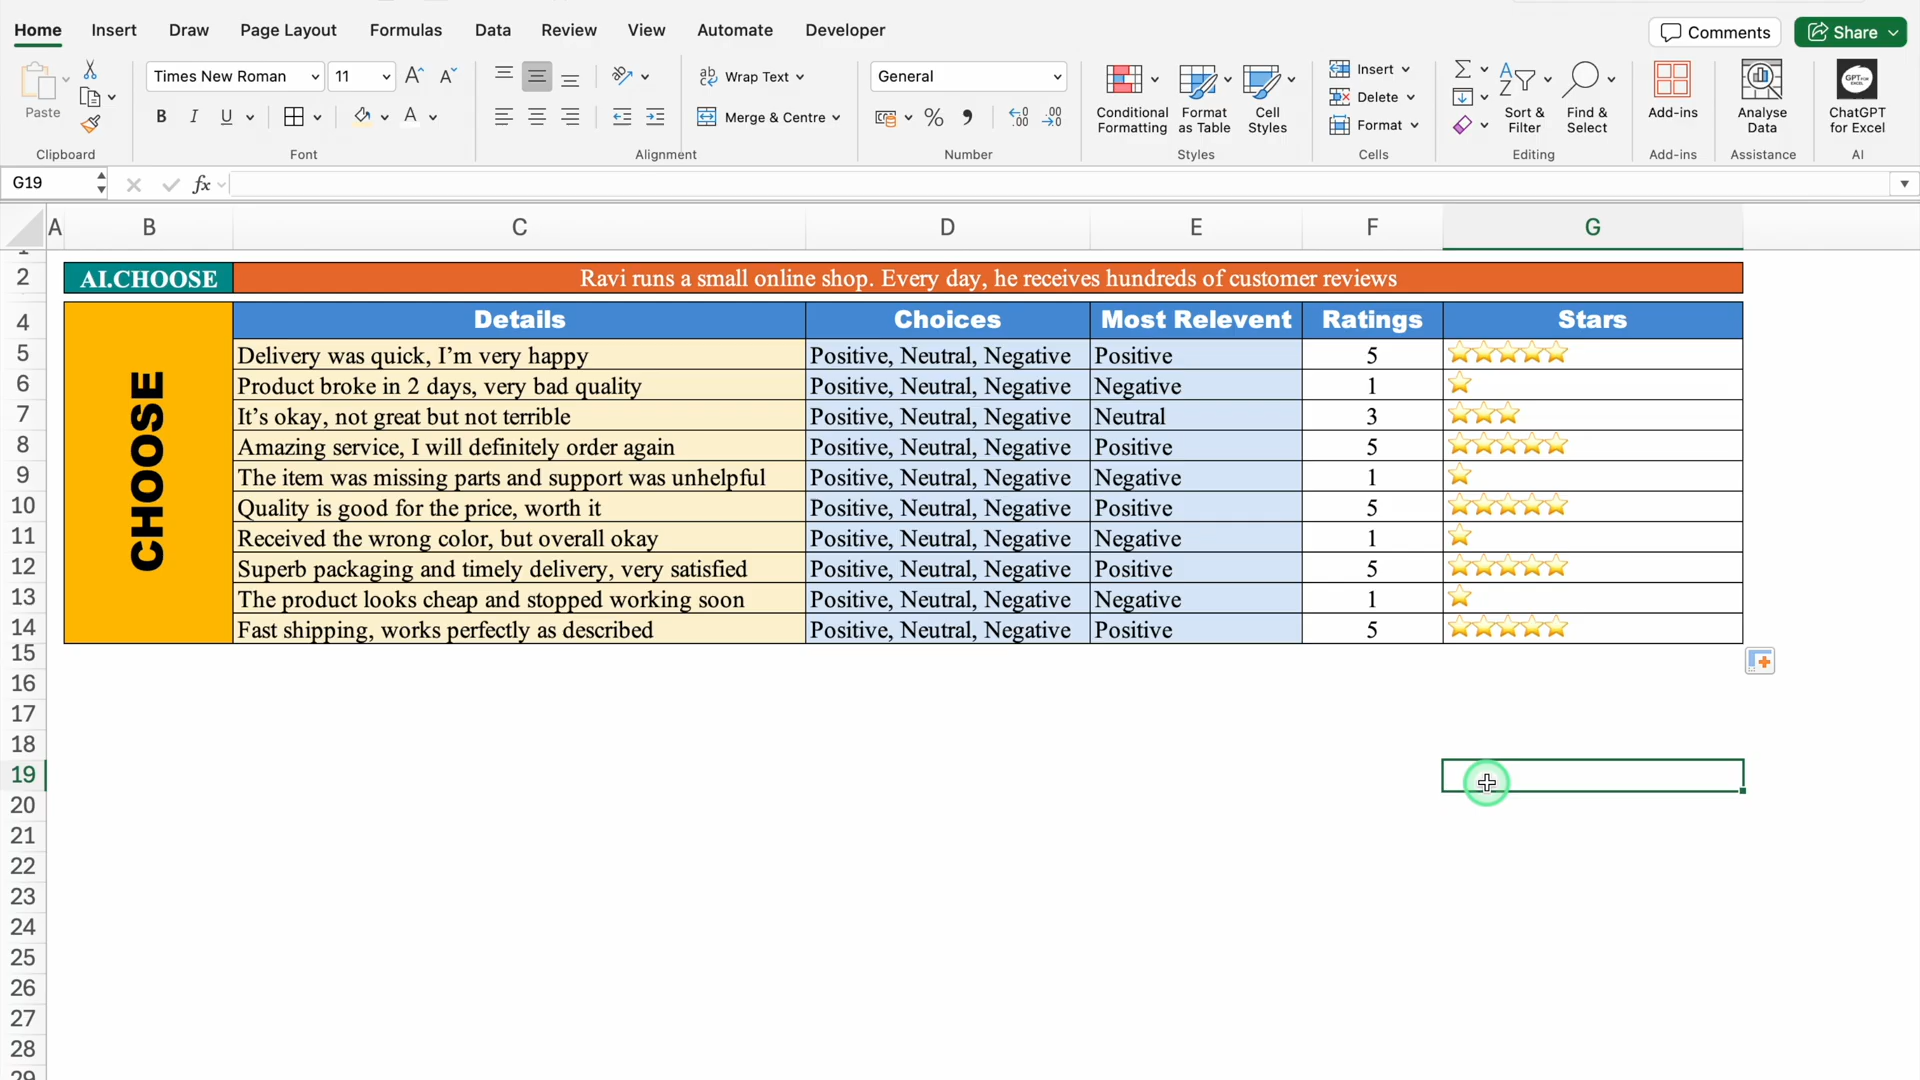 Home Insert Draw Page Layout Formulas Data Review View Automate Developer Comments Share
Paste Times New Roman 11 A A Wrap Text General Conditional Formatting Format as Table Cell Styles Insert Sort & Filter Find & Select Add-ins Analyse Data ChatGPT for Excel
Delete
B I U A Merge & Centre % Format
Clipboard Font Alignment Number Styles Cells Editing Add-ins Assistance AI
G19 fx
A B C D E F G
1
2 AI.CHOOSE Ravi runs a small online shop. Every day, he receives hundreds of customer reviews
4 CHOOSE Details Choices Most Relevent Ratings Stars
5 Delivery was quick, I’m very happy Positive, Neutral, Negative Positive 5 ⭐⭐⭐⭐⭐
6 Product broke in 2 days, very bad quality Positive, Neutral, Negative Negative 1 ⭐
7 It’s okay, not great but not terrible Positive, Neutral, Negative Neutral 3 ⭐⭐⭐
8 Amazing service, I will definitely order again Positive, Neutral, Negative Positive 5 ⭐⭐⭐⭐⭐
9 The item was missing parts and support was unhelpful Positive, Neutral, Negative Negative 1 ⭐
10 Quality is good for the price, worth it Positive, Neutral, Negative Positive 5 ⭐⭐⭐⭐⭐
11 Received the wrong color, but overall okay Positive, Neutral, Negative Negative 1 ⭐
12 Superb packaging and timely delivery, very satisfied Positive, Neutral, Negative Positive 5 ⭐⭐⭐⭐⭐
13 The product looks cheap and stopped working soon Positive, Neutral, Negative Negative 1 ⭐
14 Fast shipping, works perfectly as described Positive, Neutral, Negative Positive 5 ⭐⭐⭐⭐⭐
15
16
17
18
19
20
21
22
23
24
25
26
27
28
29